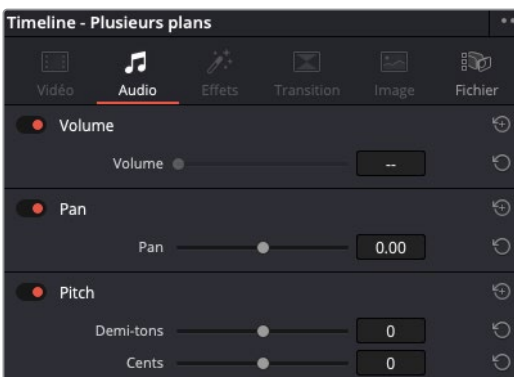 Timeline - Plusieurs plans
Vidéo Audio Effets Transition Image Fichier
Volume
Volume --
Pan
Pan 0.00
Pitch
Demi-tons 0
Cents 0